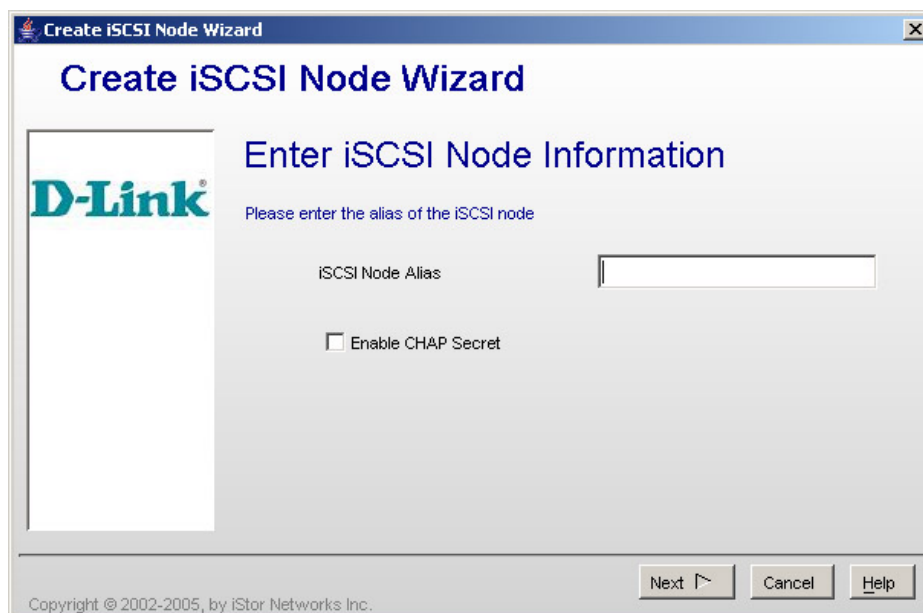 Create iSCSI Node Wizard
Create iSCSI Node Wizard
D-Link®
Enter iSCSI Node Information
Please enter the alias of the iSCSI node
iSCSI Node Alias
Enable CHAP Secret
Next Cancel Help
Copyright © 2002-2005, by iStor Networks Inc.